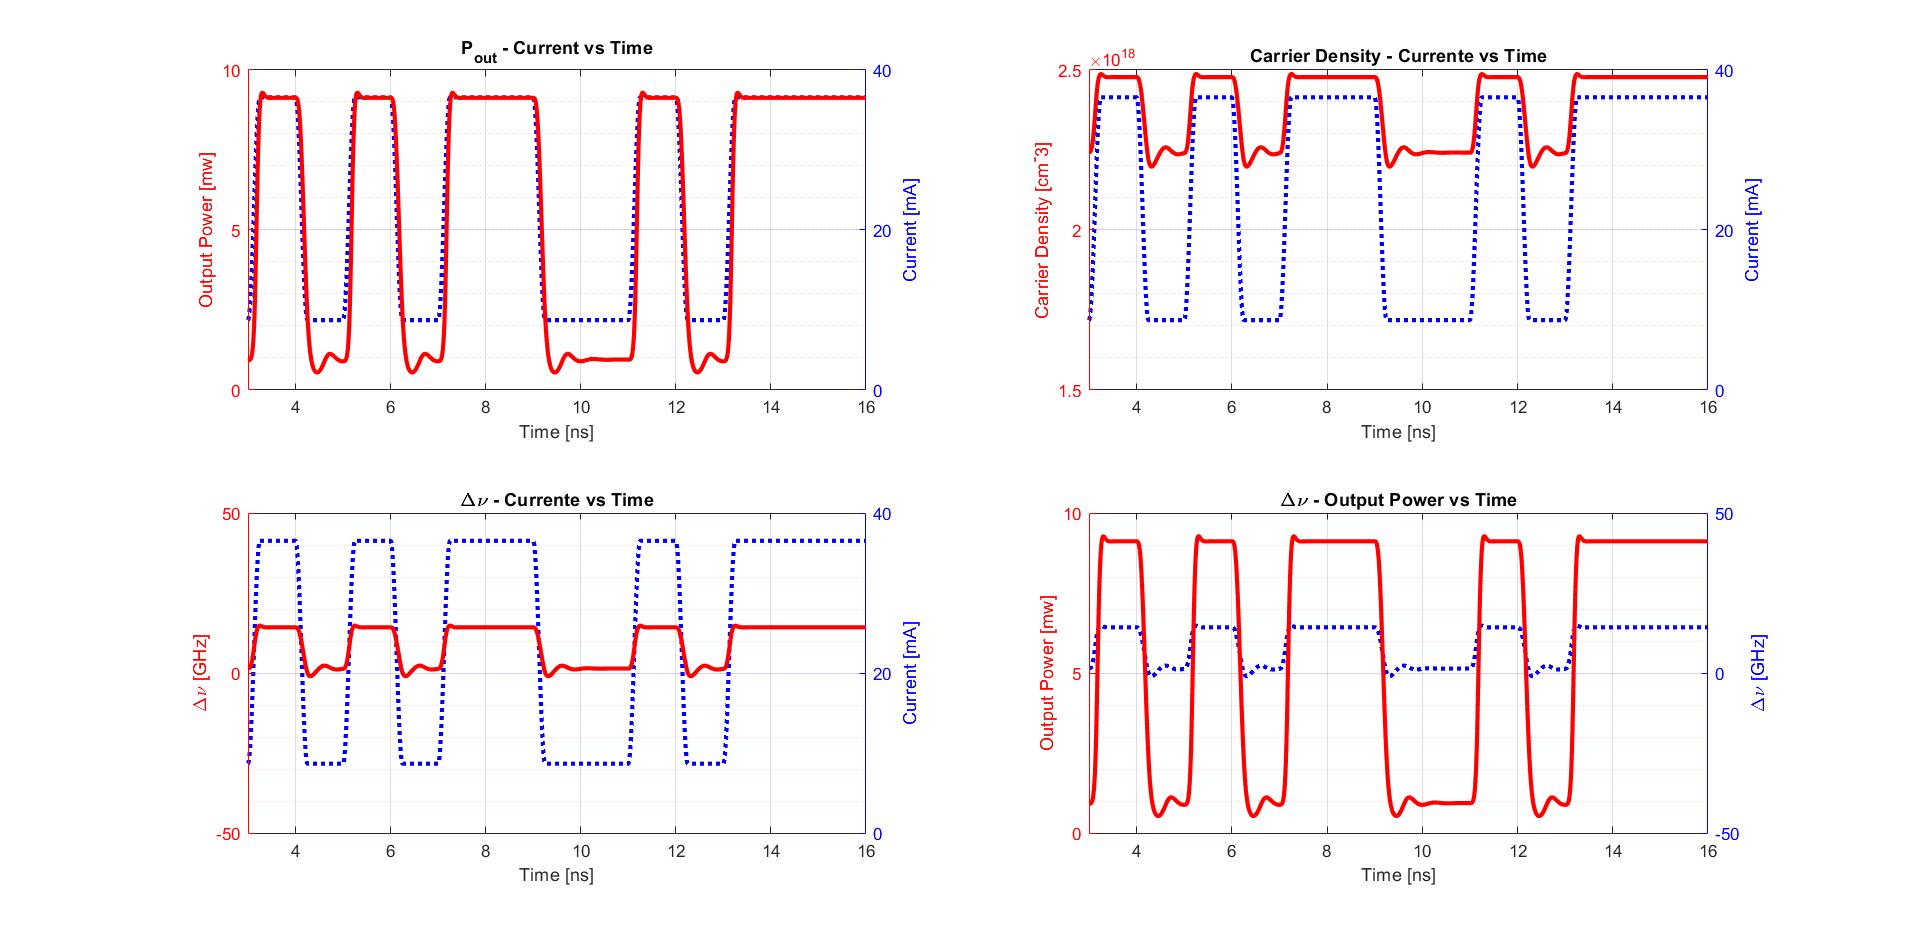 P_out - Current vs Time
10
5
0
Output Power [mw]
40
20
0
Current [mA]
4 6 8 10 12 14 16
Time [ns]
Carrier Density - Currente vs Time
×10^18
2.5
2
1.5
Carrier Density [cm^-3]
40
20
0
Current [mA]
4 6 8 10 12 14 16
Time [ns]
Δν - Currente vs Time
50
0
-50
Δν [GHz]
40
20
0
Current [mA]
4 6 8 10 12 14 16
Time [ns]
Δν - Output Power vs Time
10
5
0
Output Power [mw]
50
0
-50
Δν [GHz]
4 6 8 10 12 14 16
Time [ns]